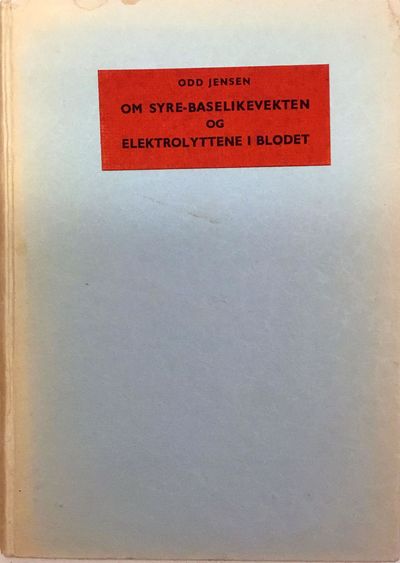 ODD JENSEN
OM SYRE-BASELIKEVEKTEN
OG
ELEKTROLYTTENE I BLODET